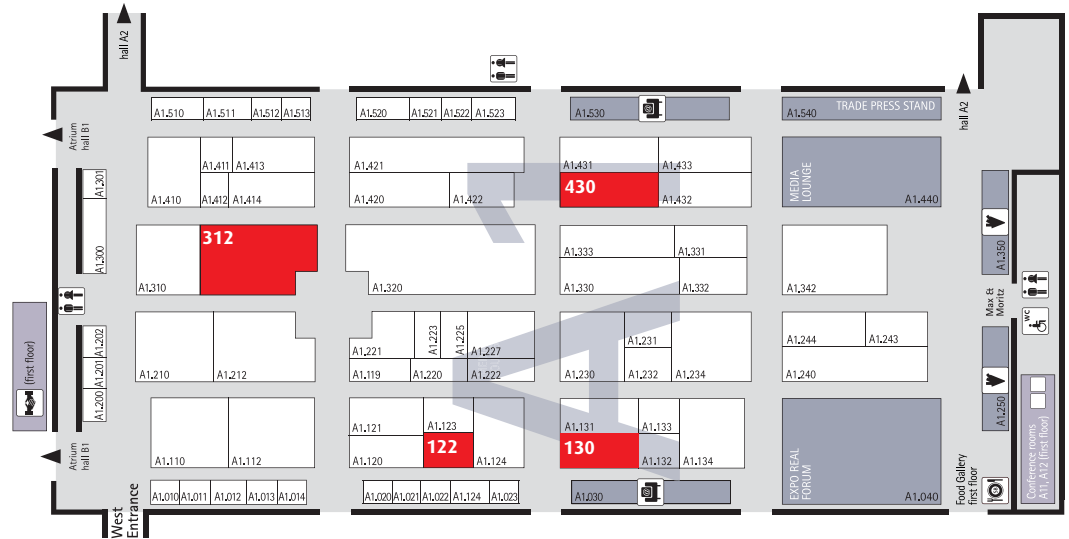 hall A2
A1.510
A1.511
A1.512
A1.513
A1.520
A1.521
A1.522
A1.523
A1.530
A1.540
TRADE PRESS STAND
hall A2
Atrium
hall B1
A1.411
A1.413
A1.410
A1.412
A1.414
A1.421
A1.420
A1.422
A1.431
A1.433
430
A1.432
MEDIA
LOUNGE
A1.440
A1.301
A1.300
312
A1.310
A1.320
A1.333
A1.331
A1.330
A1.332
A1.342
A1.350
Max &
Moritz
WC
A1
(first floor)
A1.202
A1.201
A1.200
A1.210
A1.212
A1.221
A1.223
A1.225
A1.227
A1.119
A1.220
A1.222
A1.231
A1.230
A1.232
A1.234
A1.244
A1.243
A1.240
A1.250
Atrium
hall B1
A1.110
A1.112
A1.121
A1.123
A1.120
122
A1.124
A1.131
A1.133
130
A1.132
A1.134
EXPO REAL
FORUM
A1.040
Food Gallery
first floor
Conference rooms
A11, A12 (first floor)
A1.010
A1.011
A1.012
A1.013
A1.014
A1.020
A1.021
A1.022
A1.124
A1.023
A1.030
@
@
West
Entrance